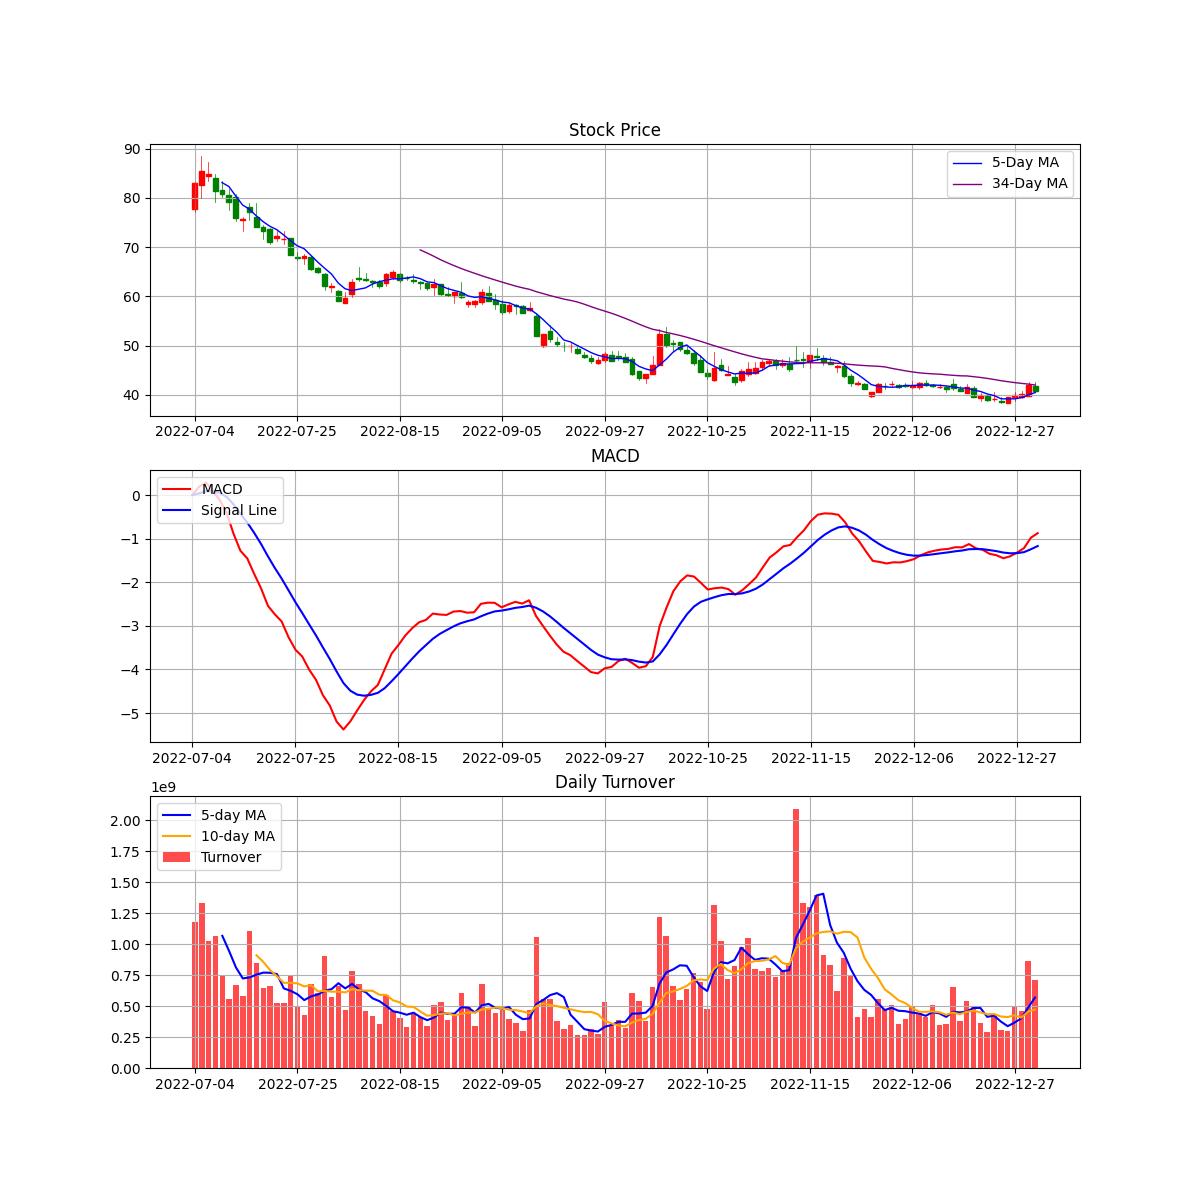 Stock Price
90
80
70
60
50
40
5-Day MA
34-Day MA
2022-07-04 2022-07-25 2022-08-15 2022-09-05 2022-09-27 2022-10-25 2022-11-15 2022-12-06 2022-12-27
MACD
0
−1
−2
−3
−4
−5
MACD
Signal Line
2022-07-04 2022-07-25 2022-08-15 2022-09-05 2022-09-27 2022-10-25 2022-11-15 2022-12-06 2022-12-27
Daily Turnover
1e9
2.00
1.75
1.50
1.25
1.00
0.75
0.50
0.25
0.00
5-day MA
10-day MA
Turnover
2022-07-04 2022-07-25 2022-08-15 2022-09-05 2022-09-27 2022-10-25 2022-11-15 2022-12-06 2022-12-27